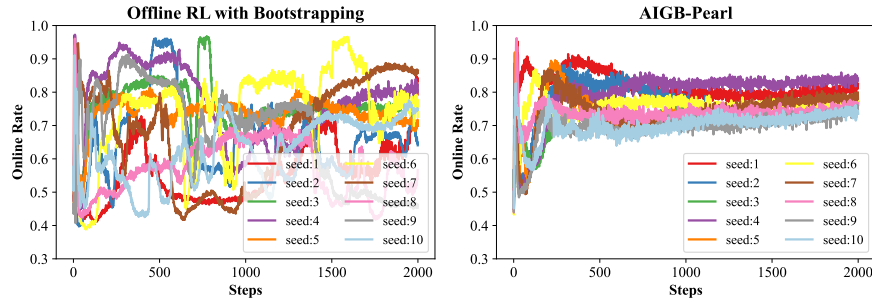 Offline RL with Bootstrapping
1.0
0.9
0.8
0.7
0.6
0.5
0.4
0.3
Online Rate
0
500
1000
1500
2000
Steps
seed:1
seed:2
seed:3
seed:4
seed:5
seed:6
seed:7
seed:8
seed:9
seed:10
AIGB-Pearl
1.0
0.9
0.8
0.7
0.6
0.5
0.4
0.3
Online Rate
0
500
1000
1500
2000
Steps
seed:1
seed:2
seed:3
seed:4
seed:5
seed:6
seed:7
seed:8
seed:9
seed:10